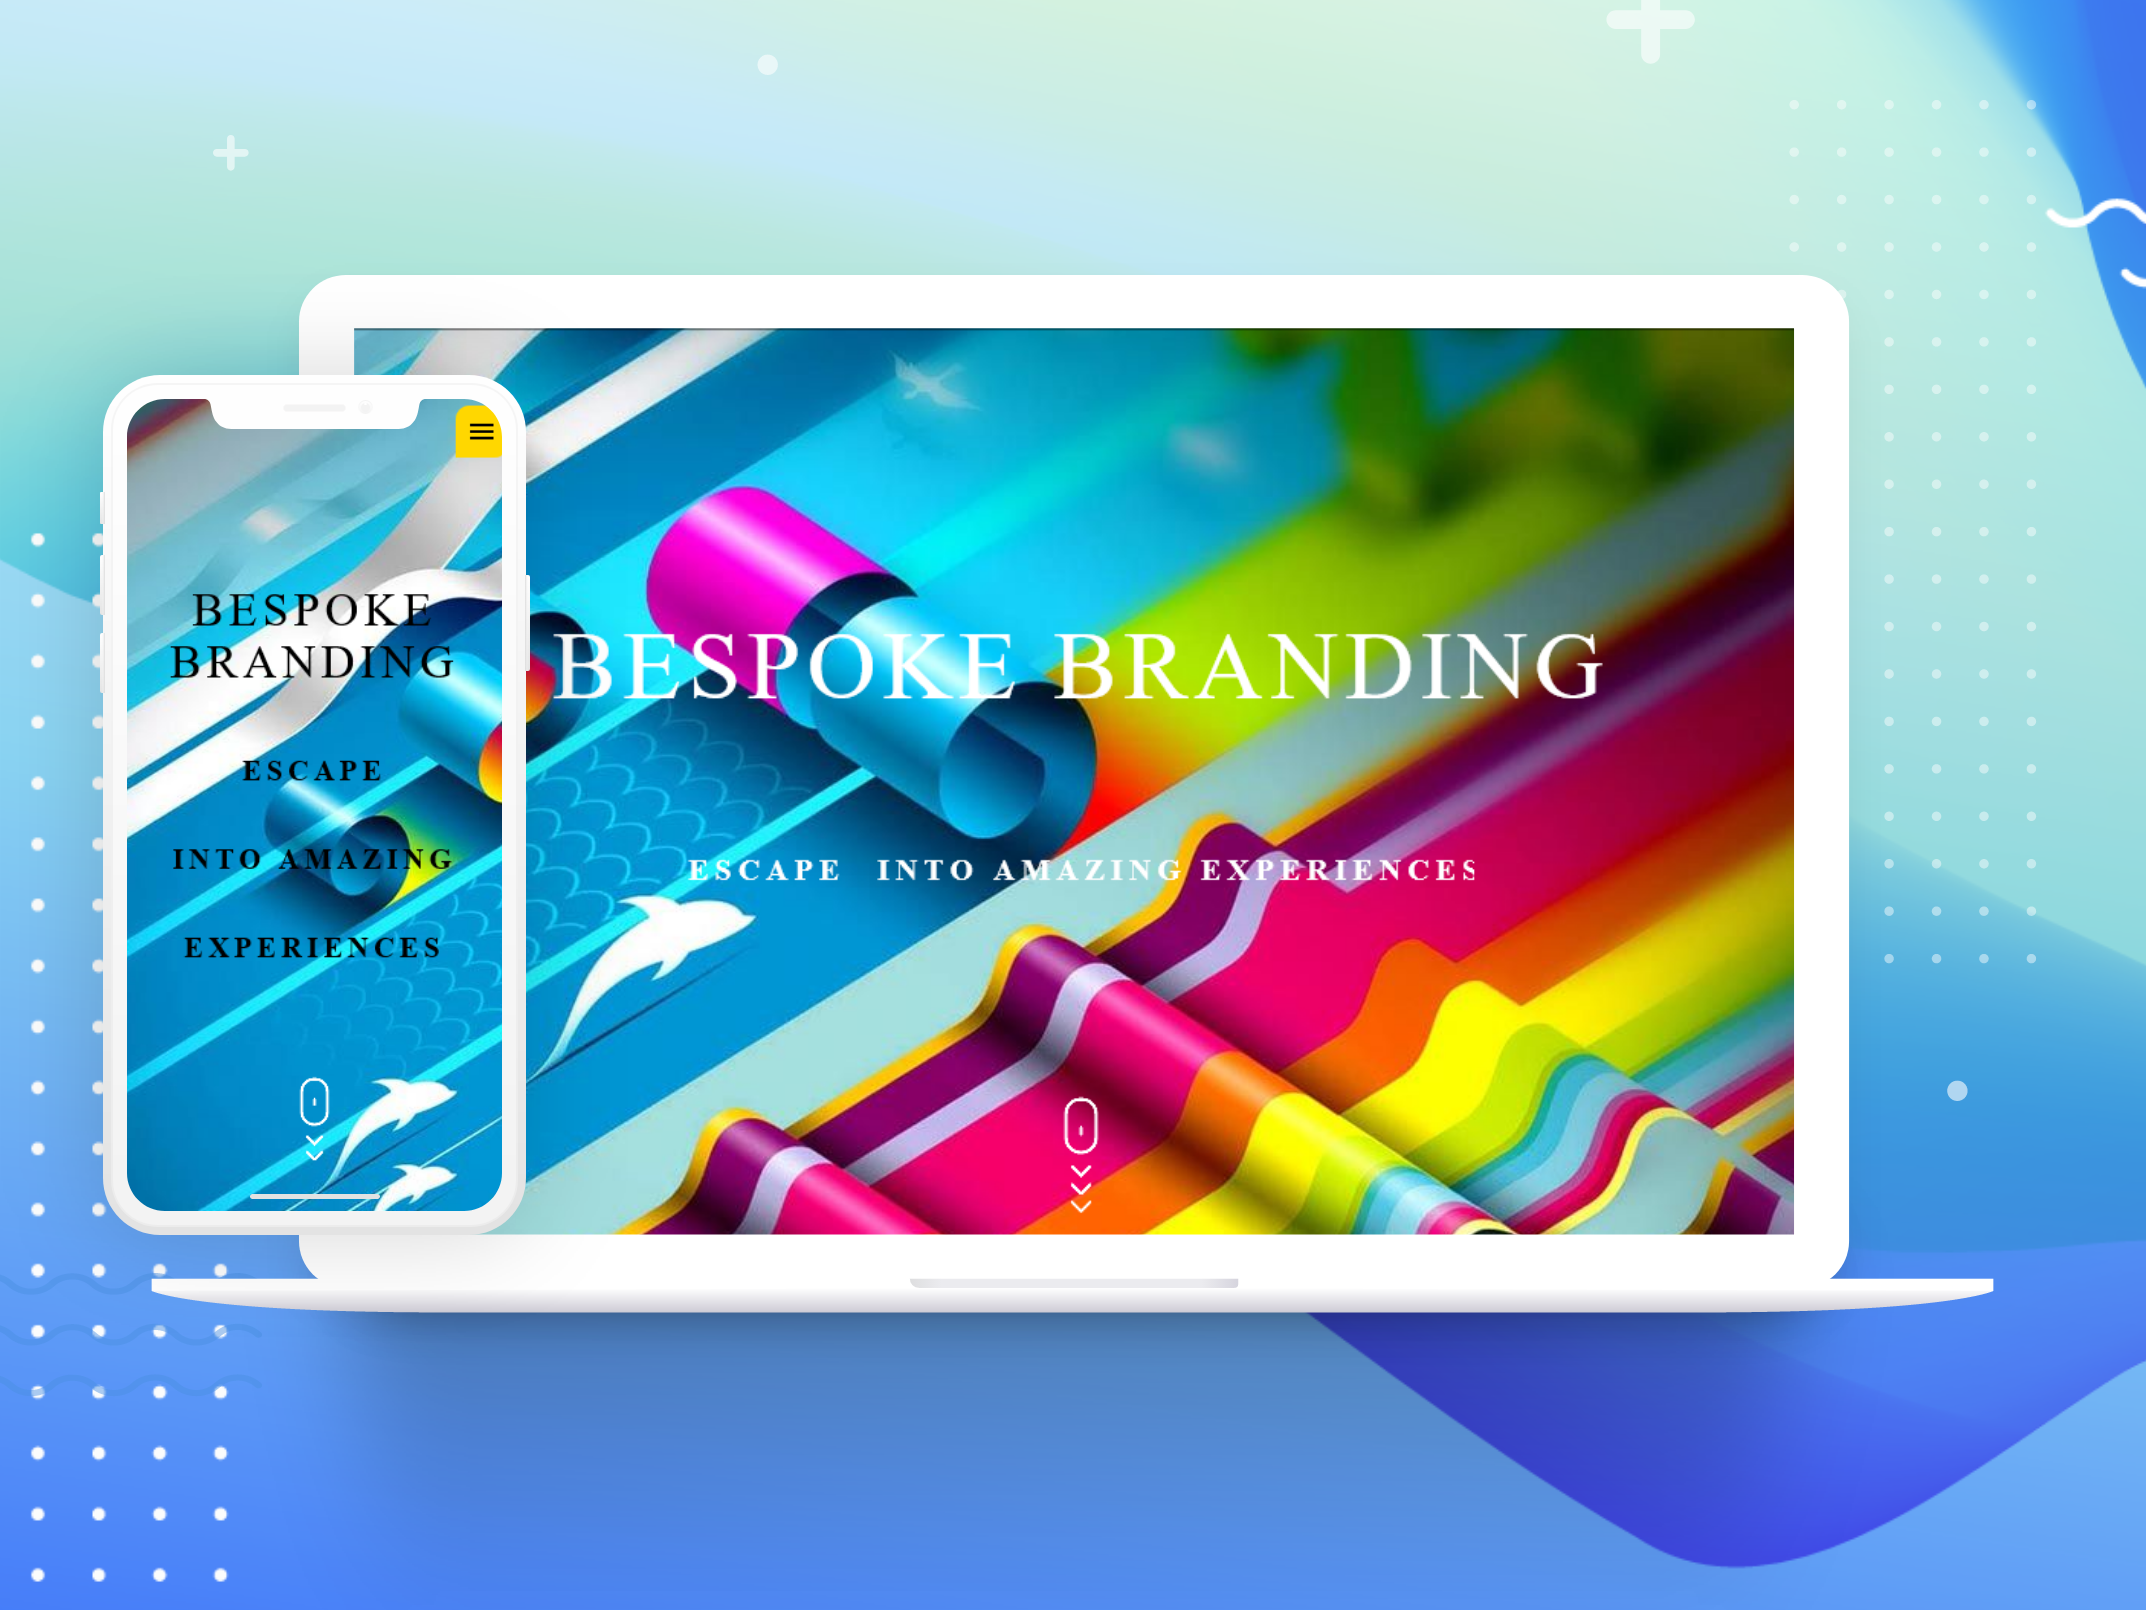 BESPOKE
BRANDING
ESCAPE
INTO AMAZING
EXPERIENCES
BESPOKE BRANDING
ESCAPE INTO AMAZING EXPERIENCES